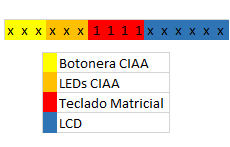 x x x x x x 1 1 1 1 x x x x x x
Botonera CIAA
LEDs CIAA
Teclado Matricial
LCD